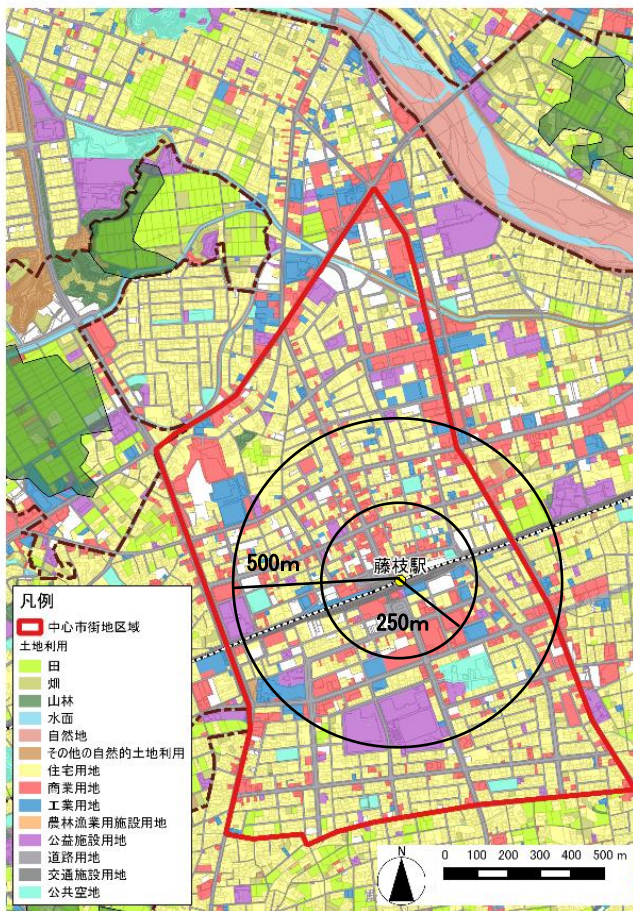 500m
藤枝駅
250m
凡例
中心市街地区域
土地利用
田
畑
山林
水面
自然地
その他の自然的土地利用
住宅用地
商業用地
工業用地
農林漁業用施設用地
公益施設用地
道路用地
交通施設用地
公共空地
N
0 100 200 300 400 500 m